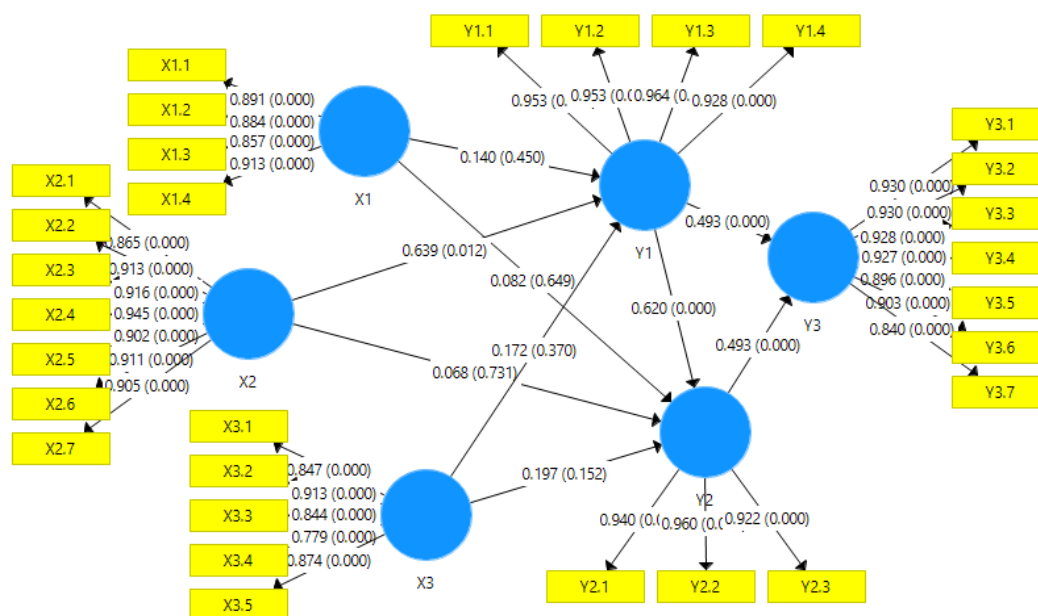 Y1.1
Y1.2
Y1.3
Y1.4
X1.1
X1.2
X1.3
X1.4
0.891 (0.000)
0.884 (0.000)
0.857 (0.000)
0.913 (0.000)
X1
0.953 (0.
0.953 (0.
0.964 (0.
0.928 (0.000)
Y1
0.140 (0.450)
0.082 (0.649)
X2.1
X2.2
X2.3
X2.4
X2.5
X2.6
X2.7
0.865 (0.000)
0.913 (0.000)
0.916 (0.000)
0.945 (0.000)
0.902 (0.000)
0.911 (0.000)
0.905 (0.000)
X2
0.639 (0.012)
0.068 (0.731)
0.172 (0.370)
0.620 (0.000)
0.493 (0.000)
0.493 (0.000)
Y3
Y3.1
Y3.2
Y3.3
Y3.4
Y3.5
Y3.6
Y3.7
0.930 (0.000)
0.930 (0.000)
0.928 (0.000)
0.927 (0.000)
0.896 (0.000)
0.903 (0.000)
0.840 (0.000)
X3.1
X3.2
X3.3
X3.4
X3.5
0.847 (0.000)
0.913 (0.000)
0.844 (0.000)
0.779 (0.000)
0.874 (0.000)
X3
0.197 (0.152)
Y2
0.940 (0.
0.960 (0.
0.922 (0.000)
Y2.1
Y2.2
Y2.3